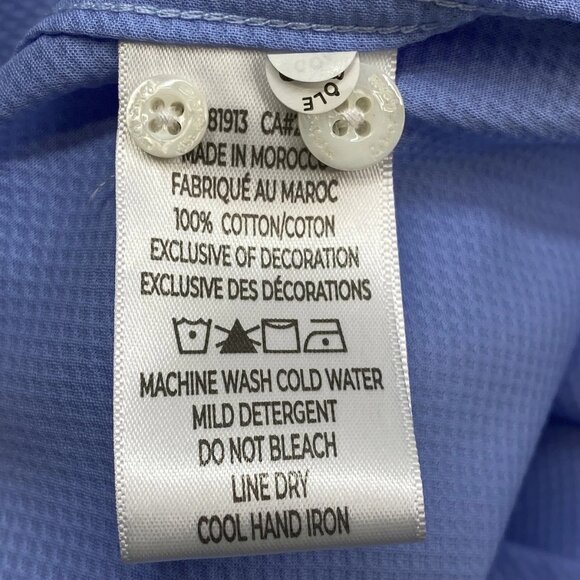 81913 CA#2
MADE IN MOROCCO
FABRIQUÉ AU MAROC
100% COTTON/COTON
EXCLUSIVE OF DECORATION
EXCLUSIVE DES DÉCORATIONS
MACHINE WASH COLD WATER
MILD DETERGENT
DO NOT BLEACH
LINE DRY
COOL HAND IRON